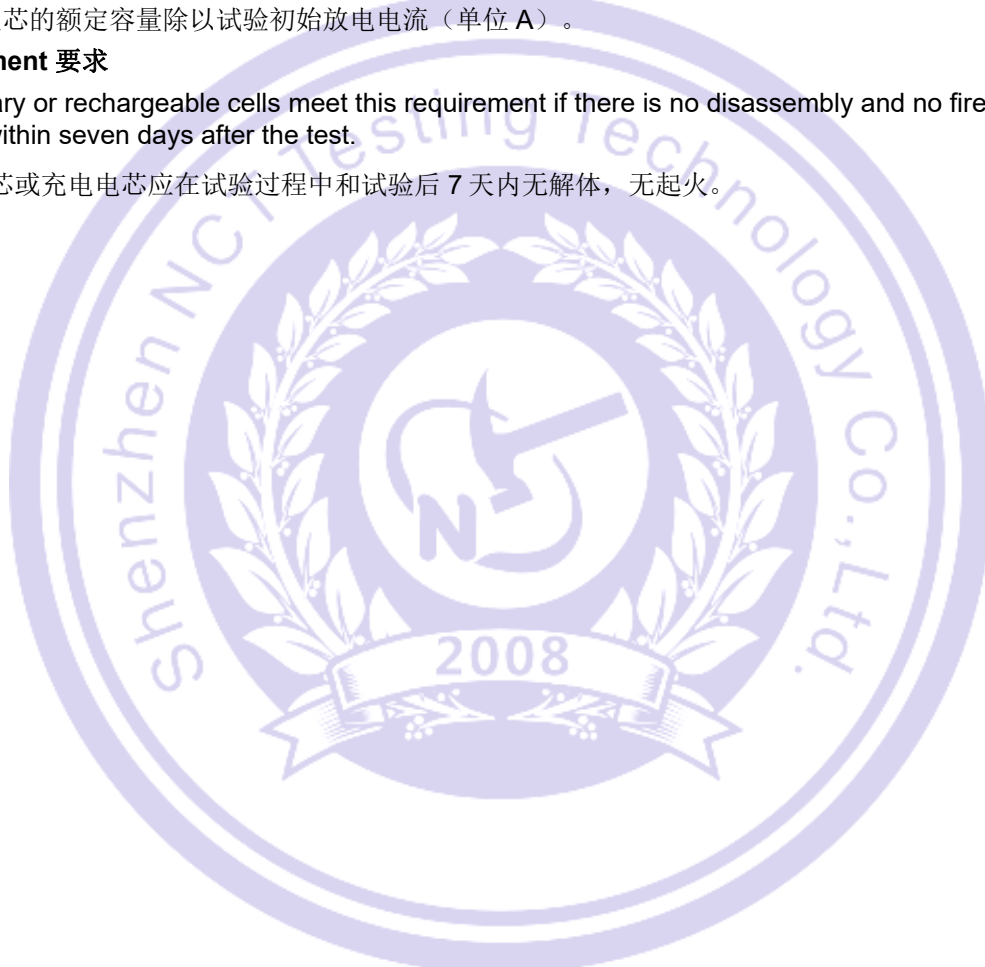 芯的额定容量除以试验初始放电电流（单位 A）。
ment 要求
ary or rechargeable cells meet this requirement if there is no disassembly and no fire
within seven days after the test.
芯或充电电芯应在试验过程中和试验后 7 天内无解体，无起火。
Shenzhen NCT Testing Technology Co.,Ltd.
N
2008